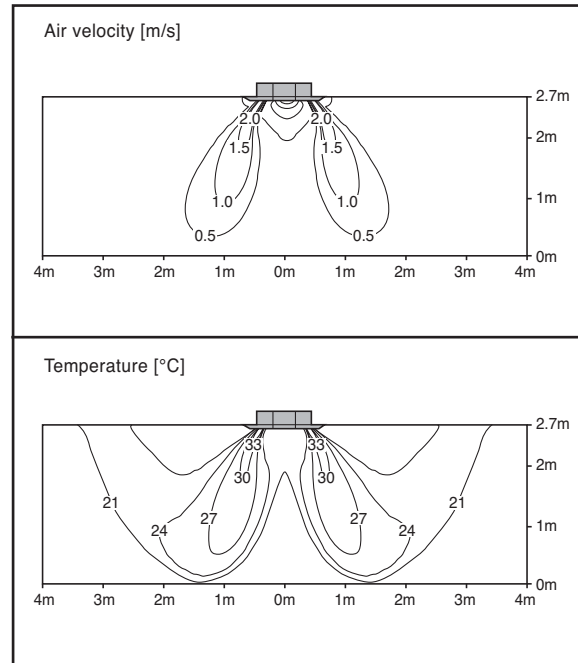 Air velocity [m/s]
2.7m
2.0 2.0
2m
1.5 1.5
1.0 1.0
1m
0.5 0.5
0m
4m 3m 2m 1m 0m 1m 2m 3m 4m
Temperature [°C]
2.7m
33 33
2m
30 30
21 21
27 27
24 24
1m
0m
4m 3m 2m 1m 0m 1m 2m 3m 4m